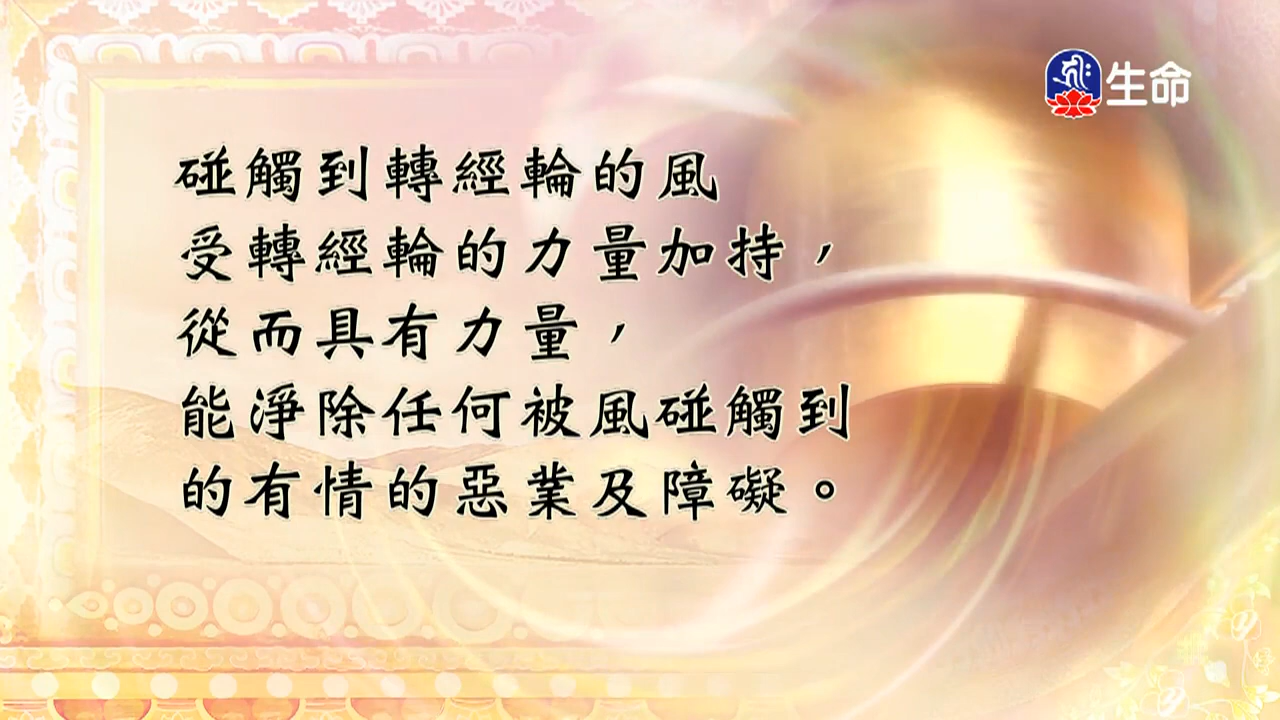 生命
碰觸到轉經輪的風
受轉經輪的力量加持，
從而具有力量，
能淨除任何被風碰觸到
的有情的惡業及障礙。